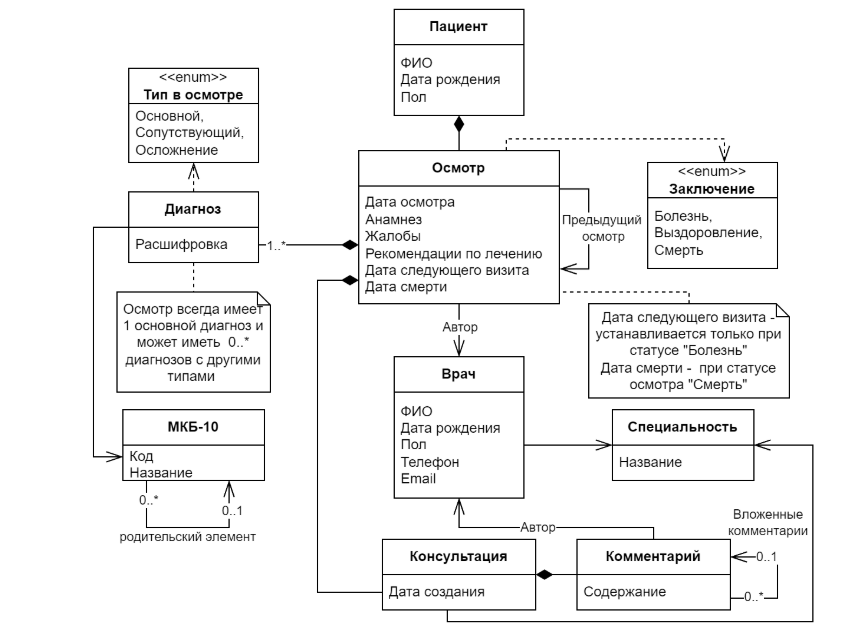 Пациент
ФИО
Дата рождения
Пол
<<enum>>
Тип в осмотре
Основной,
Сопутствующий,
Осложнение
Осмотр
Дата осмотра
Анамнез
Жалобы
Рекомендации по лечению
Дата следующего визита
Дата смерти
Предыдущий
осмотр
<<enum>>
Заключение
Болезнь,
Выздоровление,
Смерть
Диагноз
Расшифровка
1..*
Осмотр всегда имеет
1 основной диагноз и
может иметь 0..*
диагнозов с другими
типами
Дата следующего визита -
устанавливается только при
статусе "Болезнь"
Дата смерти - при статусе
осмотра "Смерть"
Автор
Врач
ФИО
Дата рождения
Пол
Телефон
Email
МКБ-10
Код
Название
0..*
0..1
родительский элемент
Специальность
Название
Автор
Вложенные
комментарии
Консультация
Дата создания
Комментарий
Содержание
0..1
0..*